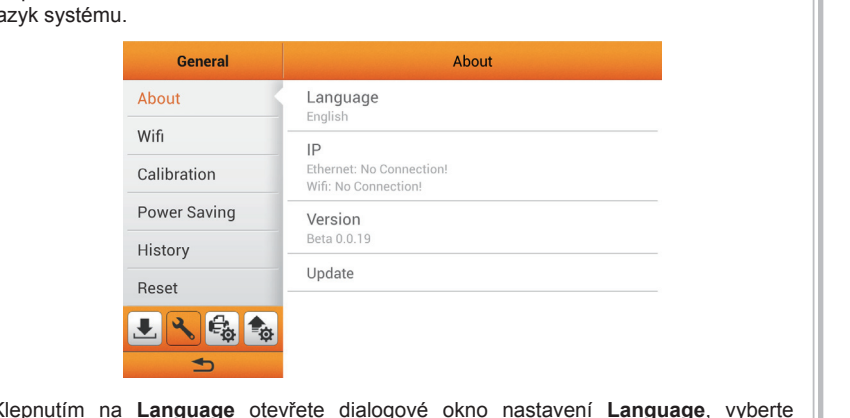 azyk systému.
General
About
About
Wifi
Calibration
Power Saving
History
Reset
Language
English
IP
Ethernet: No Connection!
Wifi: No Connection!
Version
Beta 0.0.19
Update
Klepnutím na Language otevřete dialogové okno nastavení Language, vyberte